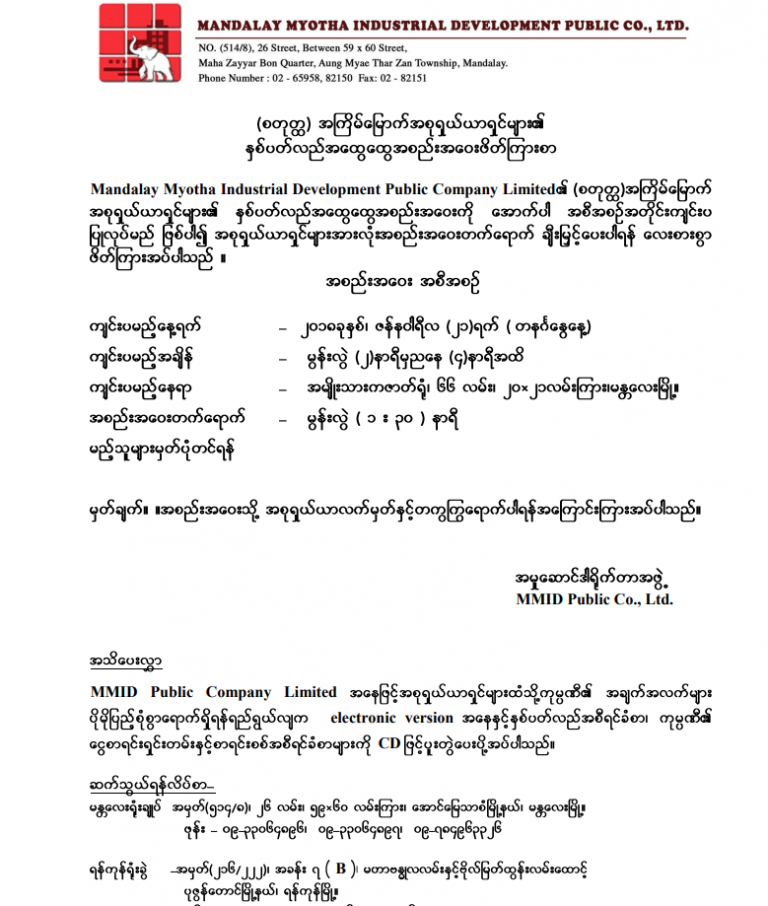 MANDALAY MYOTHA INDUSTRIAL DEVELOPMENT PUBLIC CO., LTD.
NO. (514/8), 26 Street, Between 59 x 60 Street,
Maha Zayyar Bon Quarter, Aung Myae Thar Zan Township, Mandalay.
Phone Number : 02 - 65958, 82150 Fax: 02 - 82151
(စတုတ္ထ) အကြိမ်မြောက်အစုရှယ်ယာရှင်များ၏
နှစ်ပတ်လည်အထွေထွေအစည်းအဝေးဖိတ်ကြားစာ
Mandalay Myotha Industrial Development Public Company Limited၏ (စတုတ္ထ)အကြိမ်မြောက်
အစုရှယ်ယာရှင်များ၏ နှစ်ပတ်လည်အထွေထွေအစည်းအဝေးကို အောက်ပါ အစီအစဉ်အတိုင်းကျင်းပ
ပြုလုပ်မည် ဖြစ်ပါ၍ အစုရှယ်ယာရှင်များအားလုံးအစည်းအဝေးတက်ရောက် ချီးမြှင့်ပေးပါရန် လေးစားစွာ
ဖိတ်ကြားအပ်ပါသည် ။
အစည်းအဝေး အစီအစဉ်
ကျင်းပမည့်နေ့ရက် – ၂၀၁၈ခုနှစ်၊ ဇန်နဝါရီလ (၂၁)ရက် ( တနင်္ဂနွေနေ့)
ကျင်းပမည့်အချိန် – မွန်းလွဲ (၂)နာရီမှညနေ (၄)နာရီအထိ
ကျင်းပမည့်နေရာ – အမျိုးသားကဇာတ်ရုံ၊ ၆၆ လမ်း၊ ၂၀×၂၁လမ်းကြား၊မန္တလေးမြို့။
အစည်းအဝေးတက်ရောက် – မွန်းလွဲ ( ၁ : ၃၀ ) နာရီ
မည့်သူများမှတ်ပုံတင်ရန်
မှတ်ချက်။ ။အစည်းအဝေးသို့ အစုရှယ်ယာလက်မှတ်နှင့်တကွကြွရောက်ပါရန်အကြောင်းကြားအပ်ပါသည်။
အမှုဆောင်ဒါရိုက်တာအဖွဲ့
MMID Public Co., Ltd.
အသိပေးလွှာ
MMID Public Company Limited အနေဖြင့်အစုရှယ်ယာရှင်များထံသို့ကုမ္ပဏီ၏ အချက်အလက်များ
ပိုမိုပြည့်စုံစွာရောက်ရှိရန်ရည်ရွယ်လျက electronic version အနေနှင့်နှစ်ပတ်လည်အစီရင်ခံစာ၊ ကုမ္ပဏီ၏
ငွေစာရင်းရှင်းတမ်းနှင့်စာရင်းစစ်အစီရင်ခံစာများကို CD ဖြင့်ပူးတွဲပေးပို့အပ်ပါသည်။
ဆက်သွယ်ရန်လိပ်စာ–
မန္တလေးရုံးချုပ် အမှတ်(၅၁၄/၈)၊ ၂၆ လမ်း၊ ၅၉×၆၀ လမ်းကြား၊ အောင်မြေသာစံမြို့နယ်၊ မန္တလေးမြို့။
ဖုန်း – ၀၉-၃၃၀၆၄၈၉၆၊ ၀၉-၃၃၀၆၄၈၉၇၊ ၀၉-၇၈၄၉၆၃၃၂၆
ရန်ကုန်ရုံးခွဲ –အမှတ်(၂၁၆/၂၂၂)၊ အခန်း ၇ ( B )၊ မဟာဗန္ဓုလလမ်းနှင့်ဗိုလ်မြတ်ထွန်းလမ်းထောင့်
ပုဇွန်တောင်မြို့နယ်၊ ရန်ကုန်မြို့။